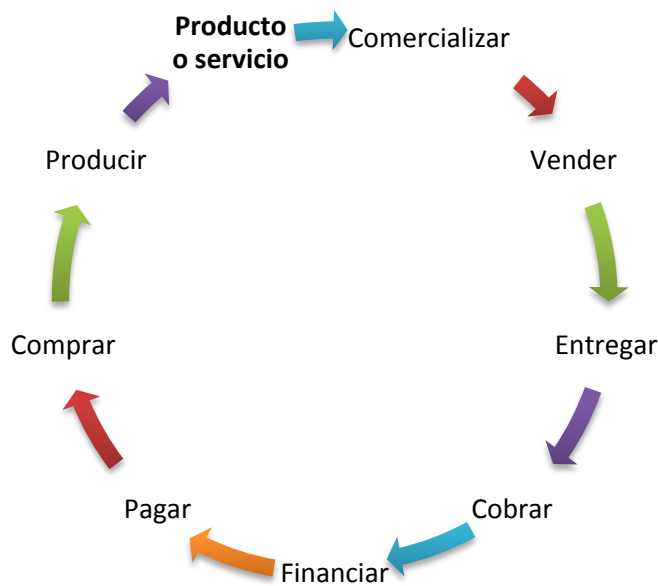 Producto
o servicio
Comercializar
Vender
Entregar
Cobrar
Financiar
Pagar
Comprar
Producir